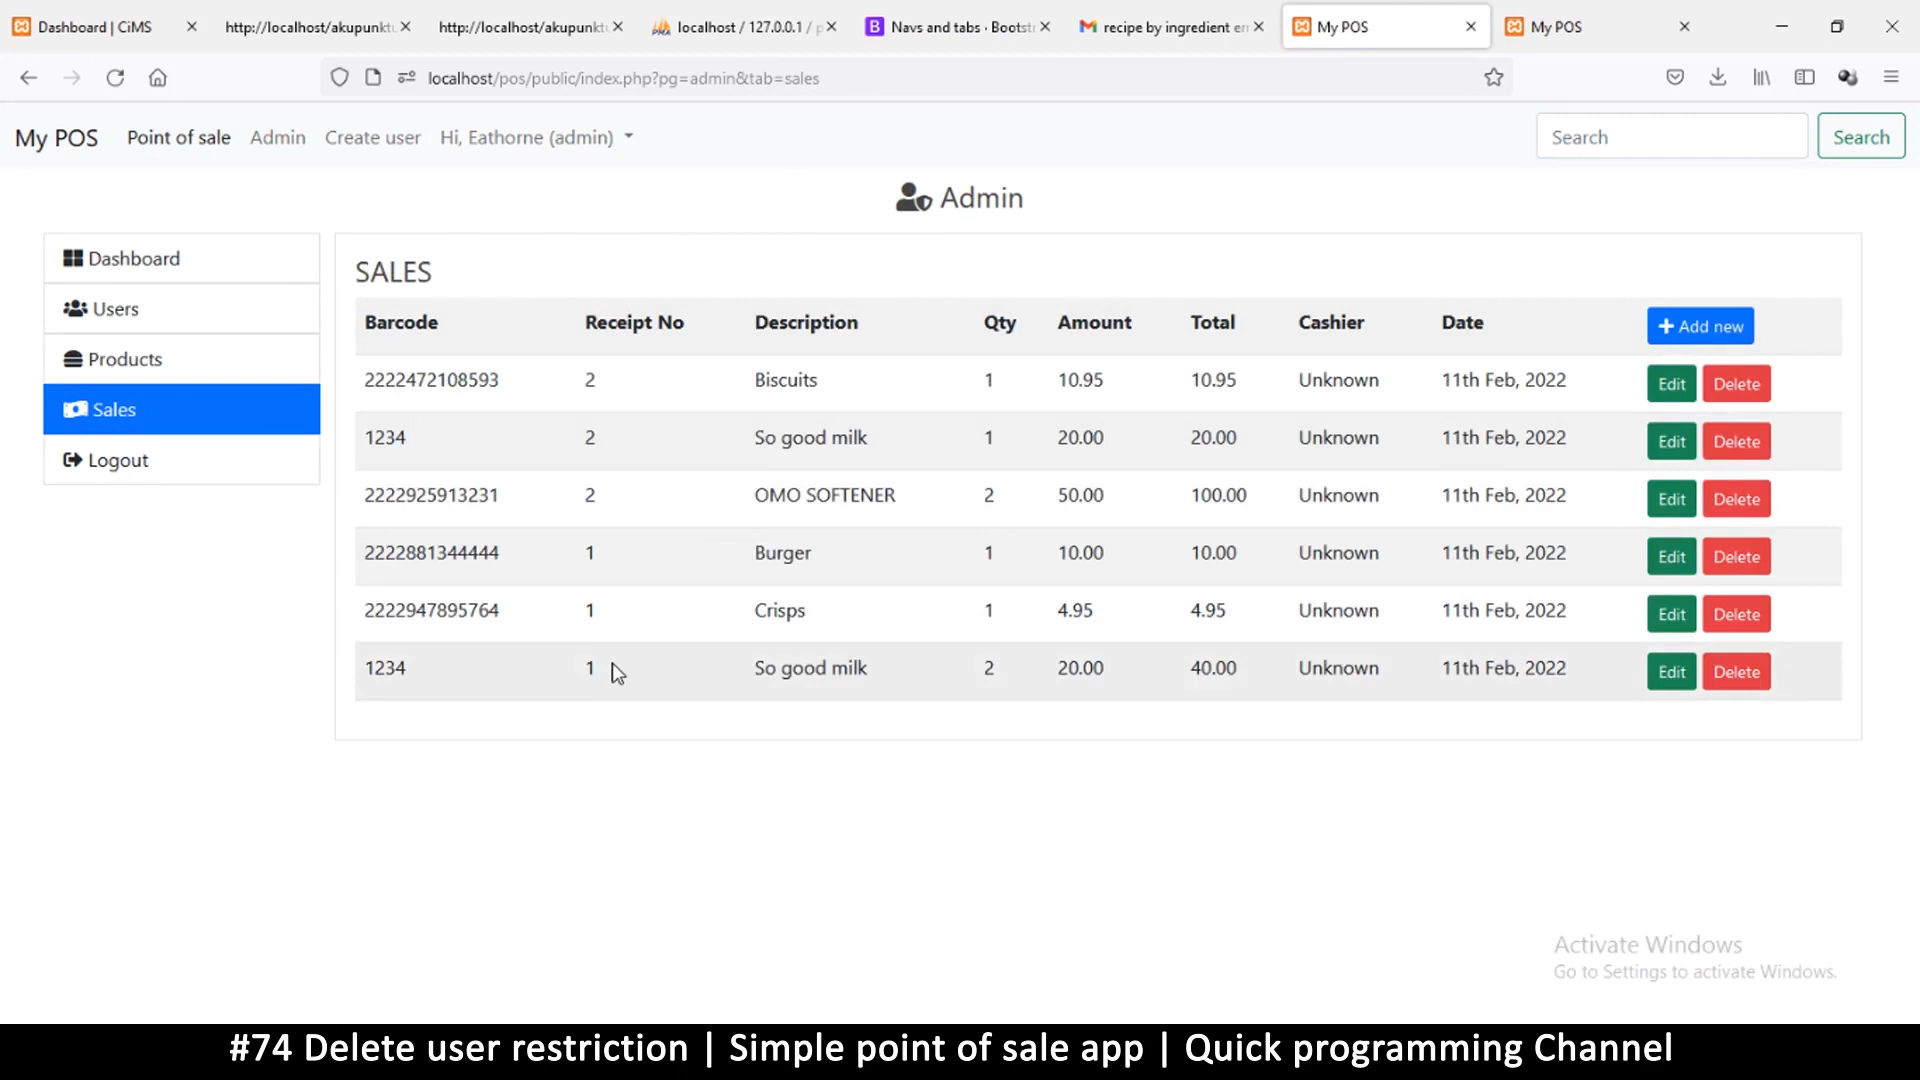 Dashboard | CiMS
http://localhost/akupunktu
http://localhost/akupunktu
localhost / 127.0.0.1 / p
Navs and tabs · Bootstr
recipe by ingredient err
My POS
My POS
localhost/pos/public/index.php?pg=admin&tab=sales
My POS Point of sale Admin Create user Hi, Eathorne (admin) Search Search
Admin
Dashboard
Users
Products
Sales
Logout
SALES
Barcode Receipt No Description Qty Amount Total Cashier Date + Add new
2222472108593 2 Biscuits 1 10.95 10.95 Unknown 11th Feb, 2022 Edit Delete
1234 2 So good milk 1 20.00 20.00 Unknown 11th Feb, 2022 Edit Delete
2222925913231 2 OMO SOFTENER 2 50.00 100.00 Unknown 11th Feb, 2022 Edit Delete
2222881344444 1 Burger 1 10.00 10.00 Unknown 11th Feb, 2022 Edit Delete
2222947895764 1 Crisps 1 4.95 4.95 Unknown 11th Feb, 2022 Edit Delete
1234 1 So good milk 2 20.00 40.00 Unknown 11th Feb, 2022 Edit Delete
Activate Windows
Go to Settings to activate Windows.
#74 Delete user restriction | Simple point of sale app | Quick programming Channel